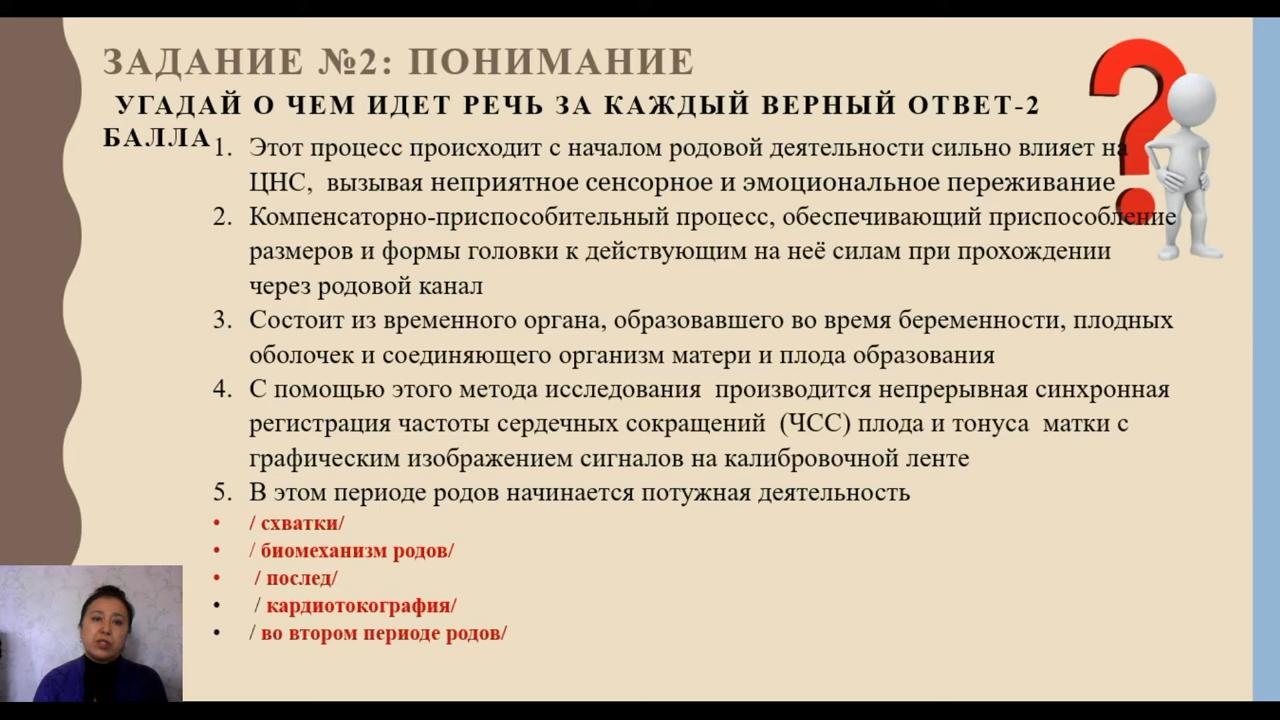 ЗАДАНИЕ №2: ПОНИМАНИЕ
УГАДАЙ О ЧЕМ ИДЕТ РЕЧЬ ЗА КАЖДЫЙ ВЕРНЫЙ ОТВЕТ-2
БАЛЛА
1. Этот процесс происходит с началом родовой деятельности сильно влияет на
ЦНС, вызывая неприятное сенсорное и эмоциональное переживание
2. Компенсаторно-приспособительный процесс, обеспечивающий приспособление
размеров и формы головки к действующим на неё силам при прохождении
через родовой канал
3. Состоит из временного органа, образовавшего во время беременности, плодных
оболочек и соединяющего организм матери и плода образования
4. С помощью этого метода исследования производится непрерывная синхронная
регистрация частоты сердечных сокращений (ЧСС) плода и тонуса матки с
графическим изображением сигналов на калибровочной ленте
5. В этом периоде родов начинается потужная деятельность
• / схватки/
• / биомеханизм родов/
• / послед/
• / кардиотокография/
• / во втором периоде родов/